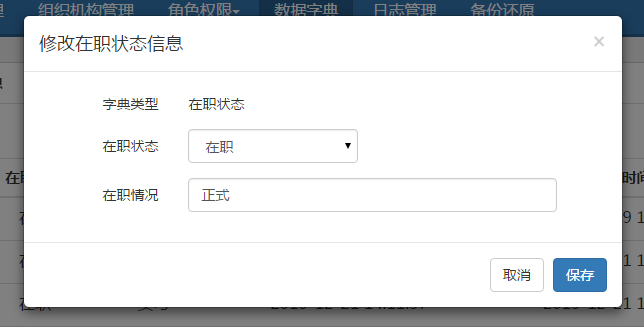 理 组织机构管理 角色权限 数据字典 日志管理 备份还原
修改在职状态信息 ×
字典类型 在职状态
在职状态 在职
在职情况 正式
取消 保存